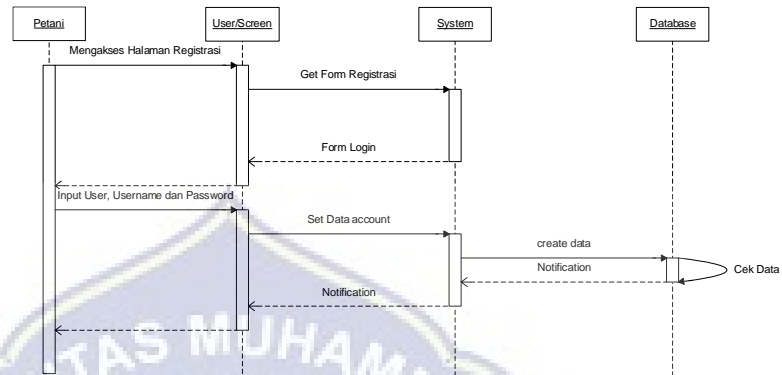 Petani
User/Screen
System
Database
Mengakses Halaman Registrasi
Get Form Registrasi
Form Login
Input User, Username dan Password
Set Data account
create data
Notification
Cek Data
Notification
TAS MUHAM